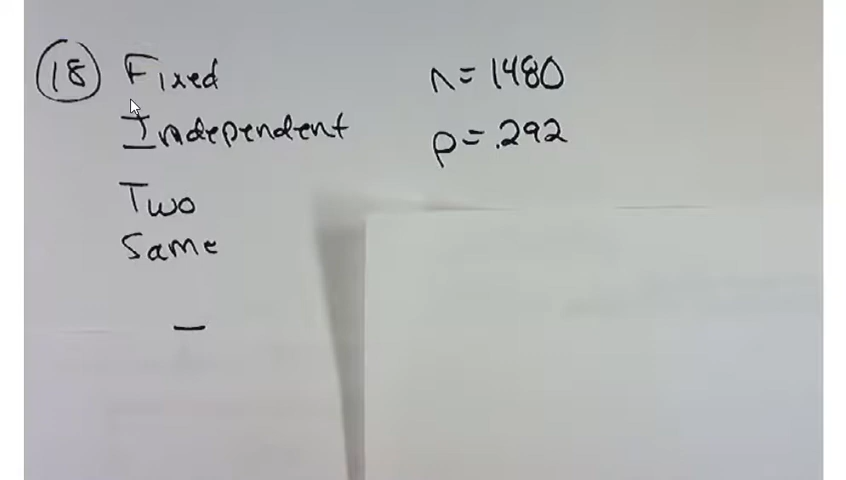 18 Fixed n = 1480
Independent p = .292
Two
Same